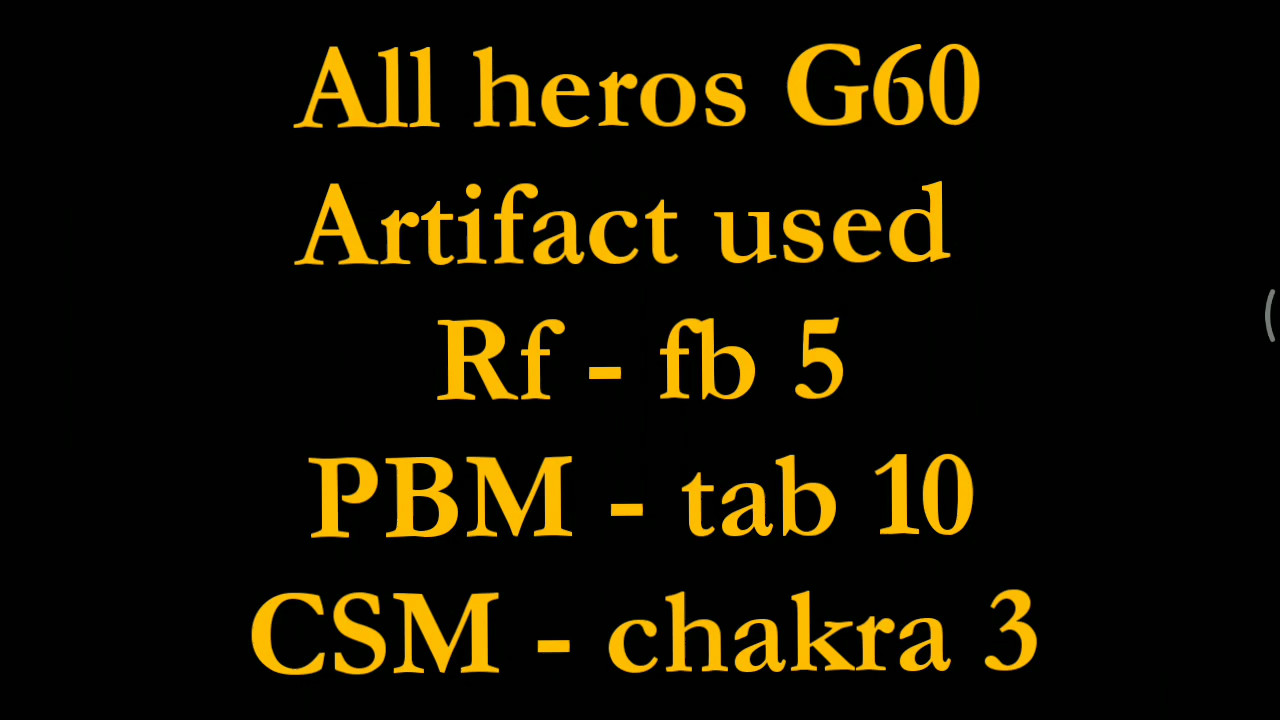 All heros G60
Artifact used
Rf - fb 5
PBM - tab 10
CSM - chakra 3